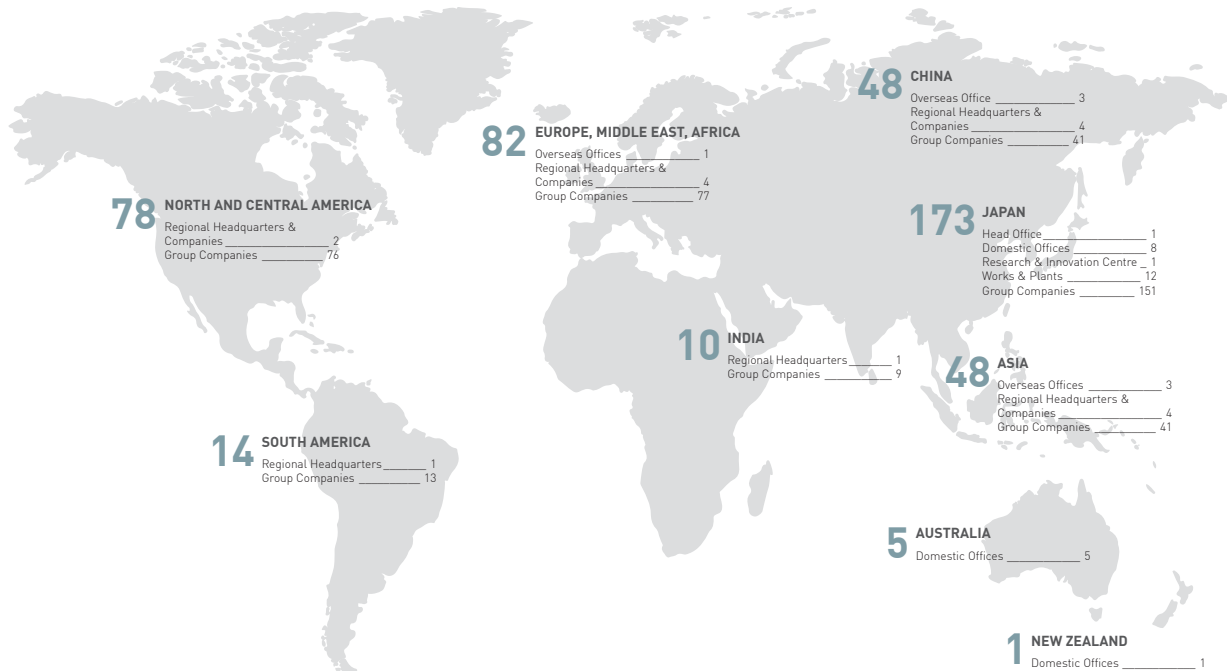 48 CHINA
Overseas Office 3
Regional Headquarters &
Companies 4
Group Companies 41
82 EUROPE, MIDDLE EAST, AFRICA
Overseas Offices 1
Regional Headquarters &
Companies 4
Group Companies 77
78 NORTH AND CENTRAL AMERICA
Regional Headquarters &
Companies 2
Group Companies 76
173 JAPAN
Head Office 1
Domestic Offices 8
Research & Innovation Centre 1
Works & Plants 12
Group Companies 151
10 INDIA
Regional Headquarters 1
Group Companies 9
48 ASIA
Overseas Offices 3
Regional Headquarters &
Companies 4
Group Companies 41
14 SOUTH AMERICA
Regional Headquarters 1
Group Companies 13
5 AUSTRALIA
Domestic Offices 5
1 NEW ZEALAND
Domestic Offices 1